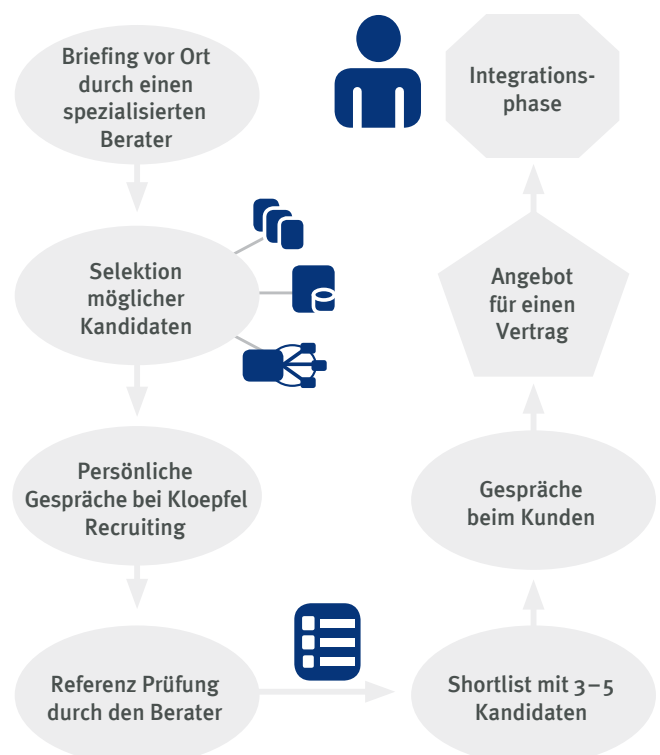 Briefing vor Ort
durch einen
spezialisierten
Berater
Selektion
möglicher
Kandidaten
Persönliche
Gespräche bei Kloepfel
Recruiting
Referenz Prüfung
durch den Berater
Shortlist mit 3–5
Kandidaten
Gespräche
beim Kunden
Angebot
für einen
Vertrag
Integrations-
phase